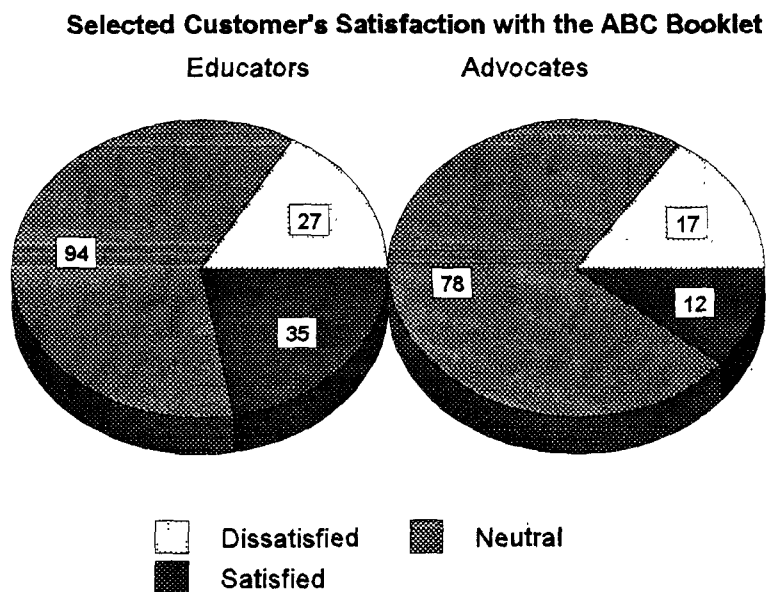 Selected Customer's Satisfaction with the ABC Booklet
Educators Advocates
27
17
94
78
12
35
Dissatisfied Neutral
Satisfied